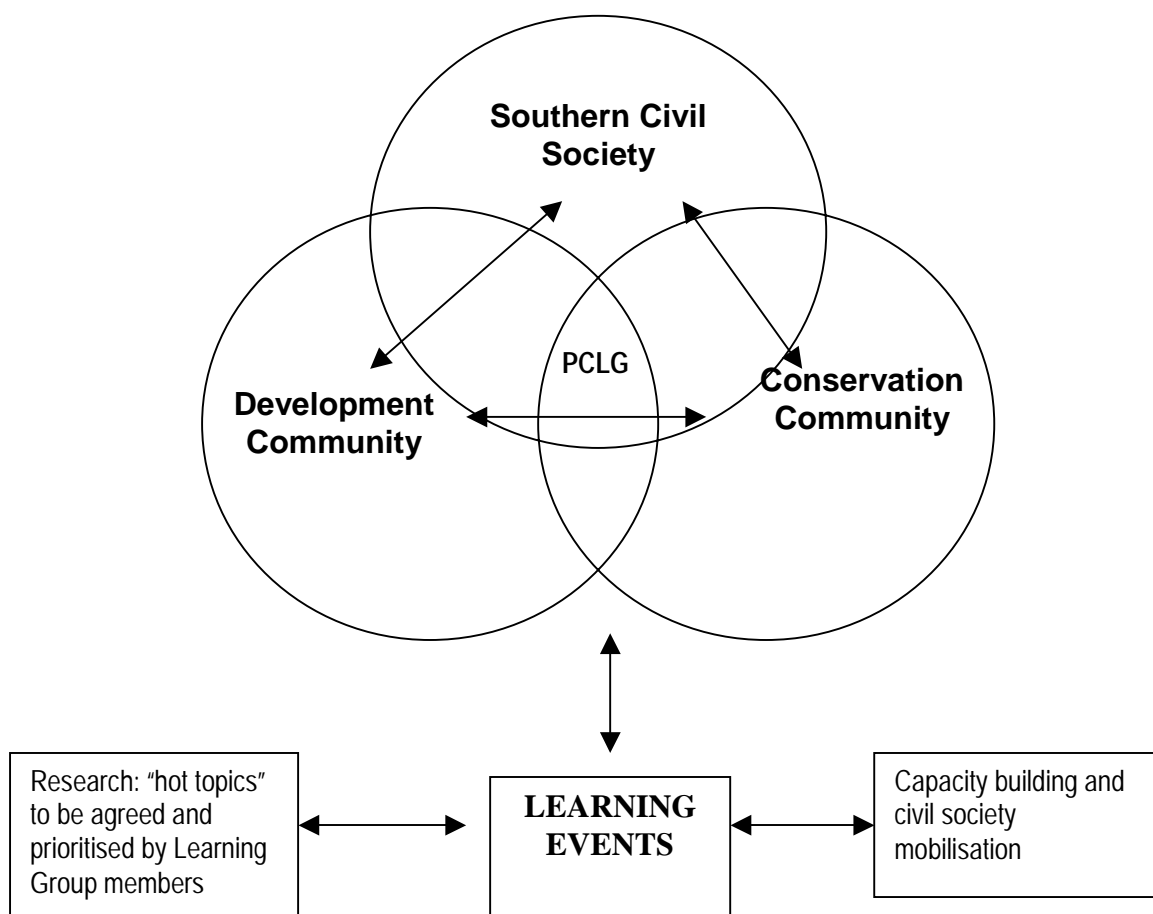 Southern Civil
Society
PCLG
Development
Community
Conservation
Community
Research: “hot topics”
to be agreed and
prioritised by Learning
Group members
LEARNING
EVENTS
Capacity building and
civil society
mobilisation